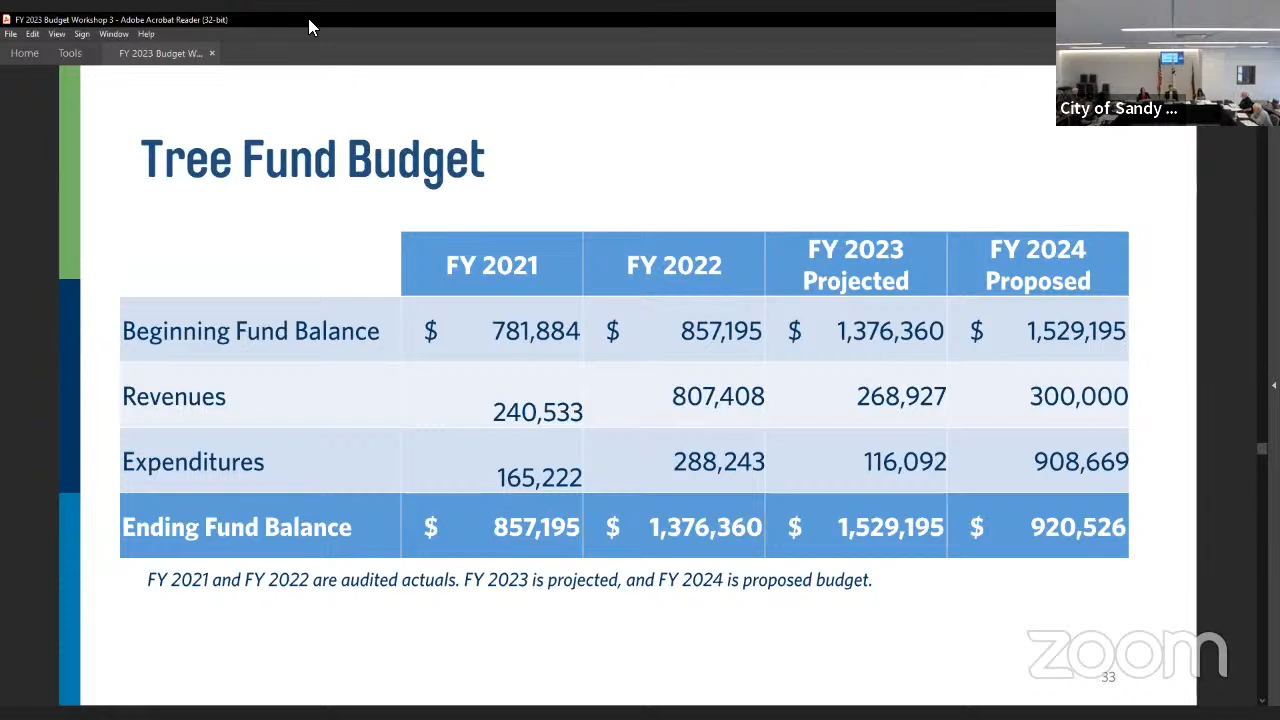 FY 2023 Budget Workshop 3 - Adobe Acrobat Reader (32-bit)
File Edit View Sign Window Help
Home Tools FY 2023 Budget W... ×
City of Sandy ...
Tree Fund Budget
FY 2021 FY 2022 FY 2023 Projected FY 2024 Proposed
Beginning Fund Balance $ 781,884 $ 857,195 $ 1,376,360 $ 1,529,195
Revenues 240,533 807,408 268,927 300,000
Expenditures 165,222 288,243 116,092 908,669
Ending Fund Balance $ 857,195 $ 1,376,360 $ 1,529,195 $ 920,526
FY 2021 and FY 2022 are audited actuals. FY 2023 is projected, and FY 2024 is proposed budget.
zoom
33